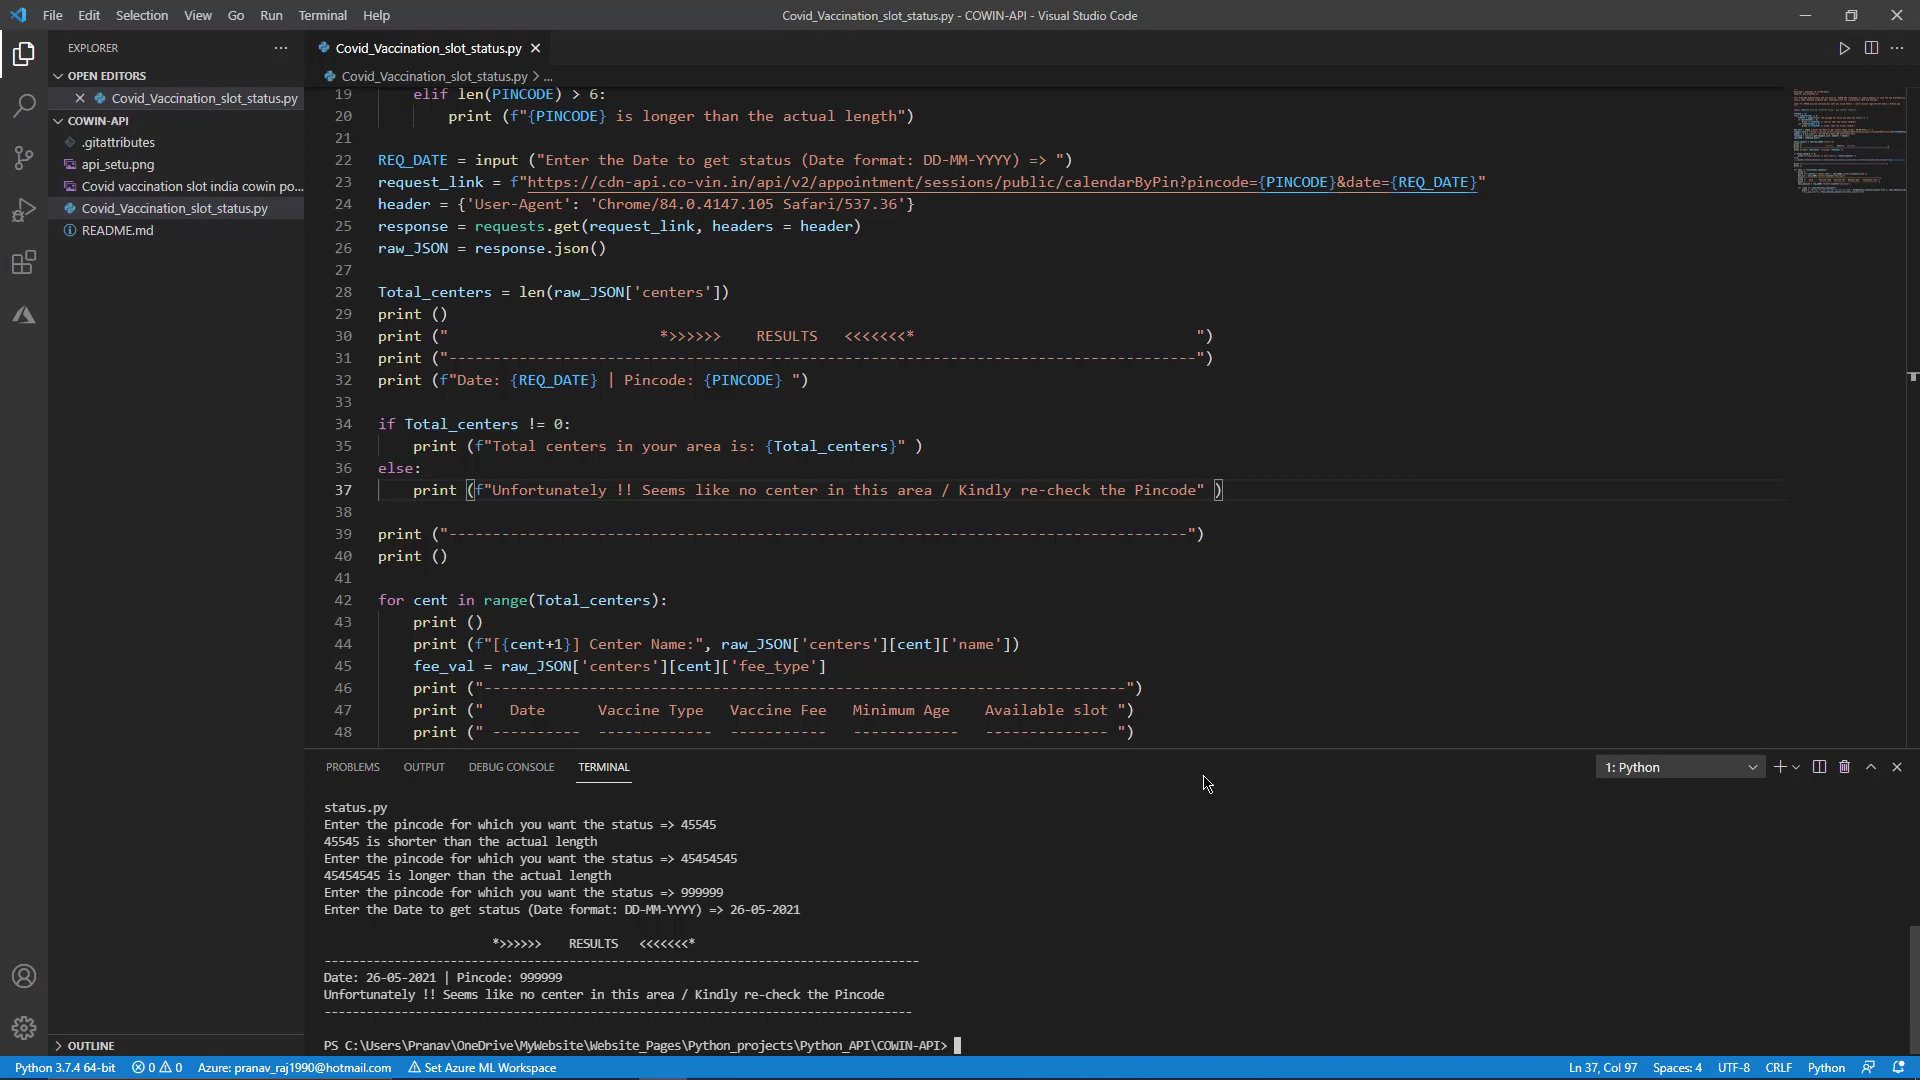 File Edit Selection View Go Run Terminal Help
Covid_Vaccination_slot_status.py - COWIN-API - Visual Studio Code
EXPLORER
OPEN EDITORS
Covid_Vaccination_slot_status.py
COWIN-API
.gitattributes
api_setu.png
Covid vaccination slot india cowin po...
Covid_Vaccination_slot_status.py
README.md
OUTLINE
Covid_Vaccination_slot_status.py
Covid_Vaccination_slot_status.py > ...
19 elif len(PINCODE) > 6:
20 print (f"{PINCODE} is longer than the actual length")
21
22 REQ_DATE = input ("Enter the Date to get status (Date format: DD-MM-YYYY) => ")
23 request_link = f"https://cdn-api.co-vin.in/api/v2/appointment/sessions/public/calendarByPin?pincode={PINCODE}&date={REQ_DATE}"
24 header = {'User-Agent': 'Chrome/84.0.4147.105 Safari/537.36'}
25 response = requests.get(request_link, headers = header)
26 raw_JSON = response.json()
27
28 Total_centers = len(raw_JSON['centers'])
29 print ()
30 print ("                        *>>>>>>    RESULTS   <<<<<<<*                                ")
31 print ("-------------------------------------------------------------------------------------")
32 print (f"Date: {REQ_DATE} | Pincode: {PINCODE} ")
33
34 if Total_centers != 0:
35 print (f"Total centers in your area is: {Total_centers}" )
36 else:
37 print (f"Unfortunately !! Seems like no center in this area / Kindly re-check the Pincode" )
38
39 print ("------------------------------------------------------------------------------------")
40 print ()
41
42 for cent in range(Total_centers):
43 print ()
44 print (f"[{cent+1}] Center Name:", raw_JSON['centers'][cent]['name'])
45 fee_val = raw_JSON['centers'][cent]['fee_type']
46 print ("-------------------------------------------------------------------------")
47 print ("   Date      Vaccine Type   Vaccine Fee   Minimum Age    Available slot ")
48 print (" ----------  -------------  -----------   ------------   -------------- ")
PROBLEMS OUTPUT DEBUG CONSOLE TERMINAL
1: Python
status.py
Enter the pincode for which you want the status => 45545
45545 is shorter than the actual length
Enter the pincode for which you want the status => 45454545
45454545 is longer than the actual length
Enter the pincode for which you want the status => 999999
Enter the Date to get status (Date format: DD-MM-YYYY) => 26-05-2021
*>>>>>>    RESULTS   <<<<<<<*
-------------------------------------------------------------------------------------
Date: 26-05-2021 | Pincode: 999999
Unfortunately !! Seems like no center in this area / Kindly re-check the Pincode
------------------------------------------------------------------------------------
PS C:\Users\Pranav\OneDrive\MyWebsite\Website_Pages\Python_projects\Python_API\COWIN-API>
Python 3.7.4 64-bit 0 0 Azure: pranav_raj1990@hotmail.com Set Azure ML Workspace Ln 37, Col 97 Spaces: 4 UTF-8 CRLF Python